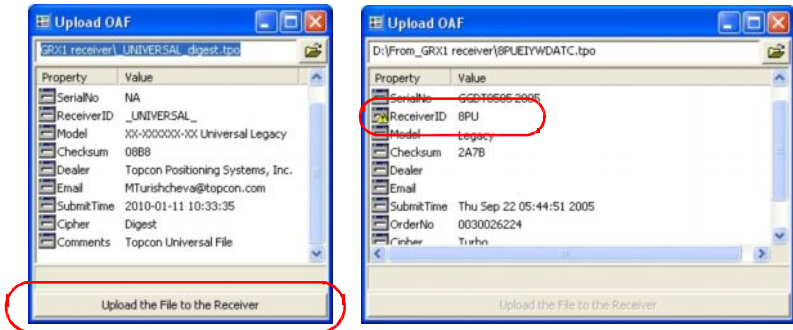 Upload OAF
GRX1 receiver\_UNIVERSAL_digest.tpo
Property Value
SerialNo NA
ReceiverID _UNIVERSAL_
Model XX-XXXXXX-XX Universal Legacy
Checksum 08B8
Dealer Topcon Positioning Systems, Inc.
Email MTurishcheva@topcon.com
SubmitTime 2010-01-11 10:33:35
Cipher Digest
Comments Topcon Universal File
Upload the File to the Receiver
Upload OAF
D:\From_GRX1 receiver\8PUEIYWDATC.tpo
Property Value
SerialNo GGDT0505 2005
ReceiverID 8PU
Model Legacy
Checksum 2A7B
Dealer
Email
SubmitTime Thu Sep 22 05:44:51 2005
OrderNo 0030026224
Cipher Turbo
Upload the File to the Receiver